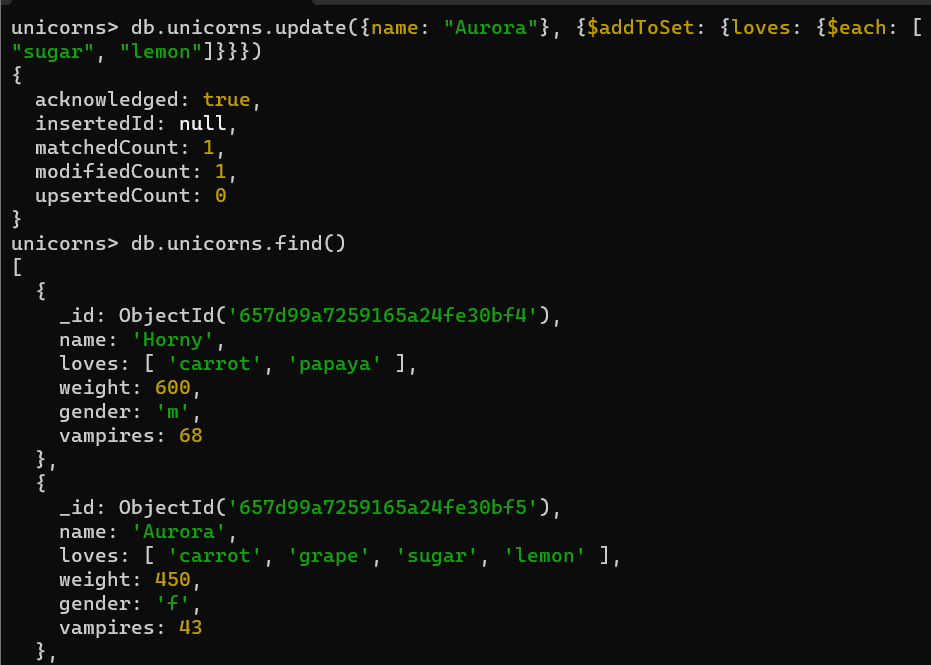 unicorns> db.unicorns.update({name: "Aurora"}, {$addToSet: {loves: {$each: [
"sugar", "lemon"]}}})
{
  acknowledged: true,
  insertedId: null,
  matchedCount: 1,
  modifiedCount: 1,
  upsertedCount: 0
}
unicorns> db.unicorns.find()
[
  {
    _id: ObjectId('657d99a7259165a24fe30bf4'),
    name: 'Horny',
    loves: [ 'carrot', 'papaya' ],
    weight: 600,
    gender: 'm',
    vampires: 68
  },
  {
    _id: ObjectId('657d99a7259165a24fe30bf5'),
    name: 'Aurora',
    loves: [ 'carrot', 'grape', 'sugar', 'lemon' ],
    weight: 450,
    gender: 'f',
    vampires: 43
  },